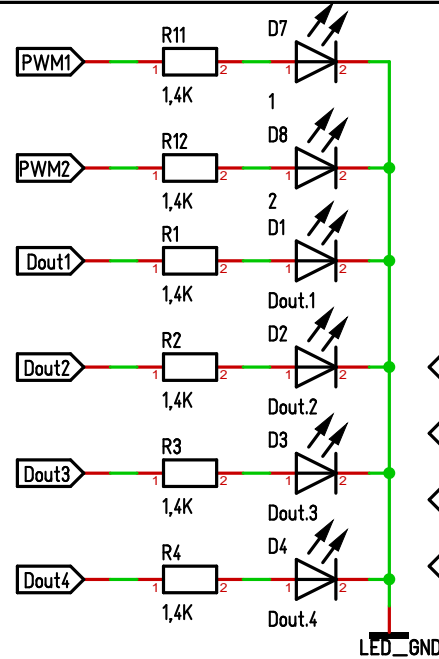 R11 D7
PWM1 1 2 1 2
1,4K 1
R12 D8
PWM2 1 2 1 2
1,4K 2
R1 D1
Dout1 1 2 1 2
1,4K Dout.1
R2 D2
Dout2 1 2 1 2
1,4K Dout.2
R3 D3
Dout3 1 2 1 2
1,4K Dout.3
R4 D4
Dout4 1 2 1 2
1,4K Dout.4
LED_GND